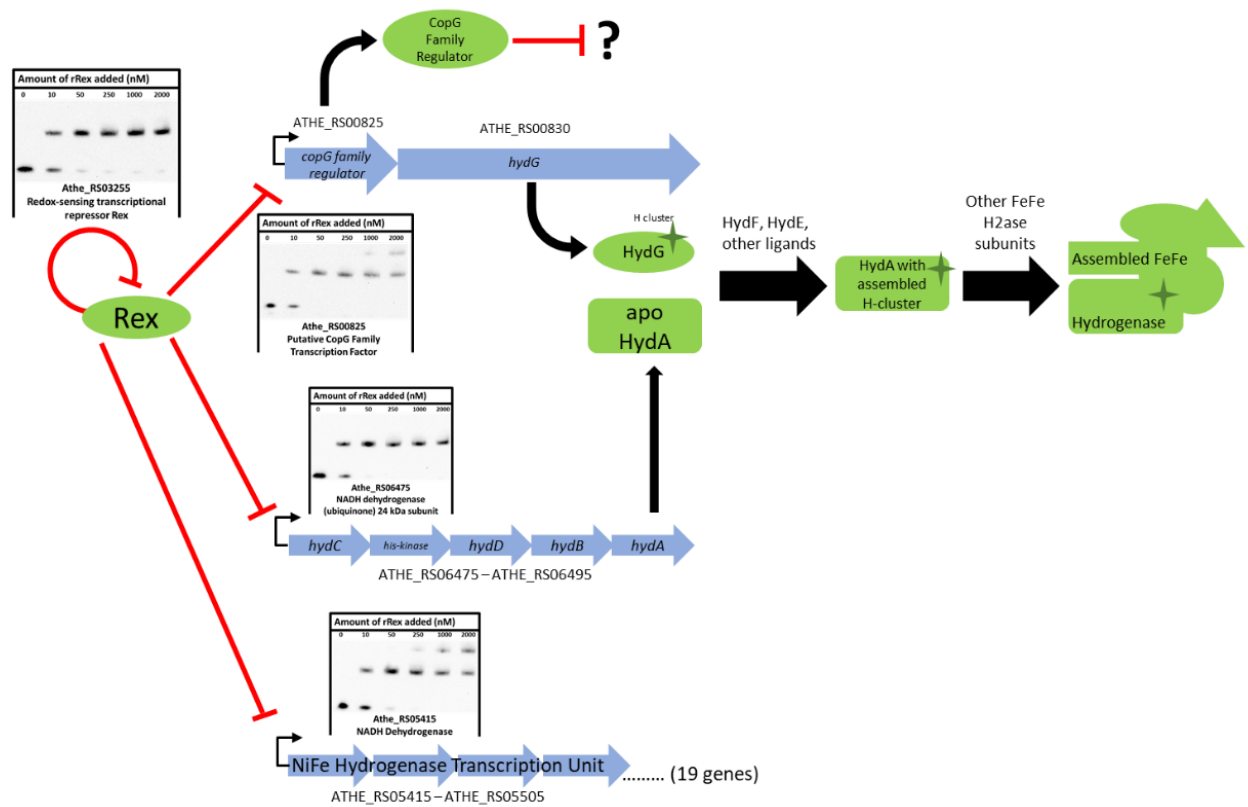 CopG
Family
Regulator
?
Amount of rRex added (nM)
0 10 50 250 1000 2000
Athe_RS03255
Redox-sensing transcriptional
repressor Rex
ATHE_RS00825
ATHE_RS00830
copG family
regulator
hydG
Amount of rRex added (nM)
0 10 50 250 1000 2000
Athe_RS00825
Putative CopG Family
Transcription Factor
Rex
H cluster
HydG
apo
HydA
HydF, HydE,
other ligands
HydA with
assembled
H-cluster
Other FeFe
H2ase
subunits
Assembled FeFe
Hydrogenase
Amount of rRex added (nM)
0 10 50 250 1000 2000
Athe_RS06475
NADH dehydrogenase
(ubiquinone) 24 kDa subunit
hydC his-kinase hydD hydB hydA
ATHE_RS06475 – ATHE_RS06495
Amount of rRex added (nM)
0 10 50 250 1000 2000
Athe_RS05415
NADH Dehydrogenase
NiFe Hydrogenase Transcription Unit ......... (19 genes)
ATHE_RS05415 – ATHE_RS05505